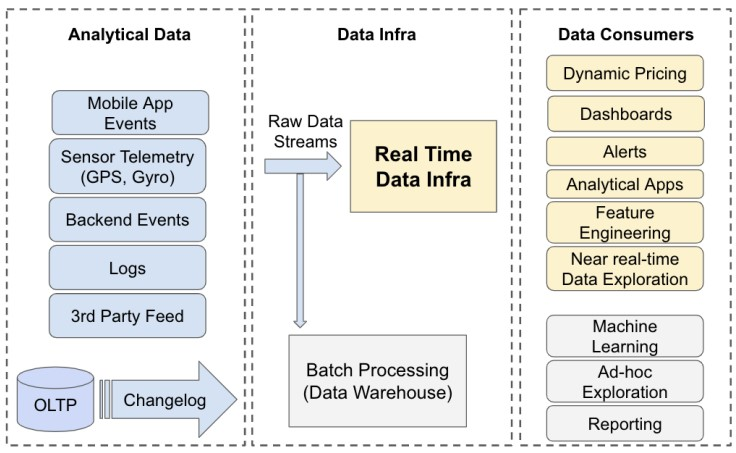 Analytical Data
Mobile App
Events
Sensor Telemetry
(GPS, Gyro)
Backend Events
Logs
3rd Party Feed
OLTP
Changelog
Data Infra
Raw Data
Streams
Real Time
Data Infra
Batch Processing
(Data Warehouse)
Data Consumers
Dynamic Pricing
Dashboards
Alerts
Analytical Apps
Feature
Engineering
Near real-time
Data Exploration
Machine
Learning
Ad-hoc
Exploration
Reporting